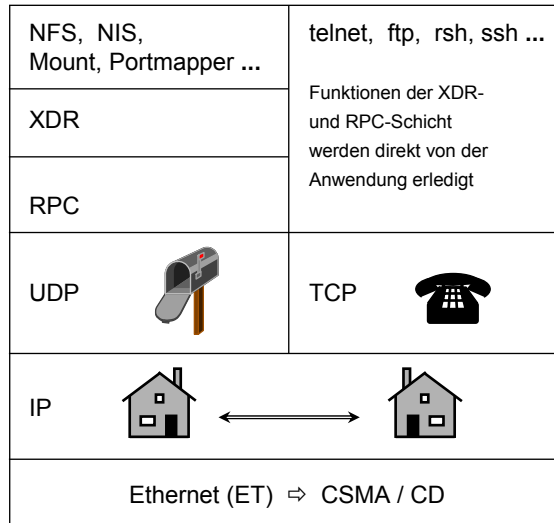 NFS, NIS,
Mount, Portmapper ...
telnet, ftp, rsh, ssh ...
Funktionen der XDR-
und RPC-Schicht
werden direkt von der
Anwendung erledigt
XDR
RPC
UDP
TCP
IP
Ethernet (ET) ⇨ CSMA / CD